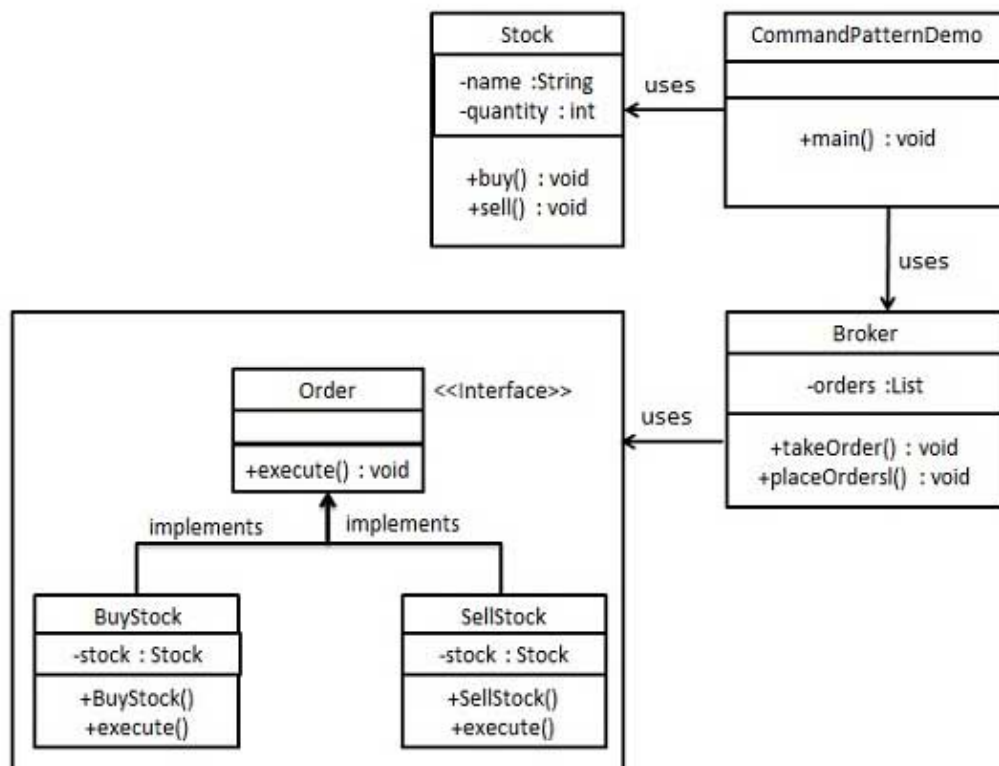 Stock
-name :String
-quantity : int
+buy() : void
+sell() : void
uses
CommandPatternDemo
+main() : void
uses
Broker
-orders :List
+takeOrder() : void
+placeOrdersl() : void
uses
Order
<<Interface>>
+execute() : void
implements
implements
BuyStock
-stock : Stock
+BuyStock()
+execute()
SellStock
-stock : Stock
+SellStock()
+execute()